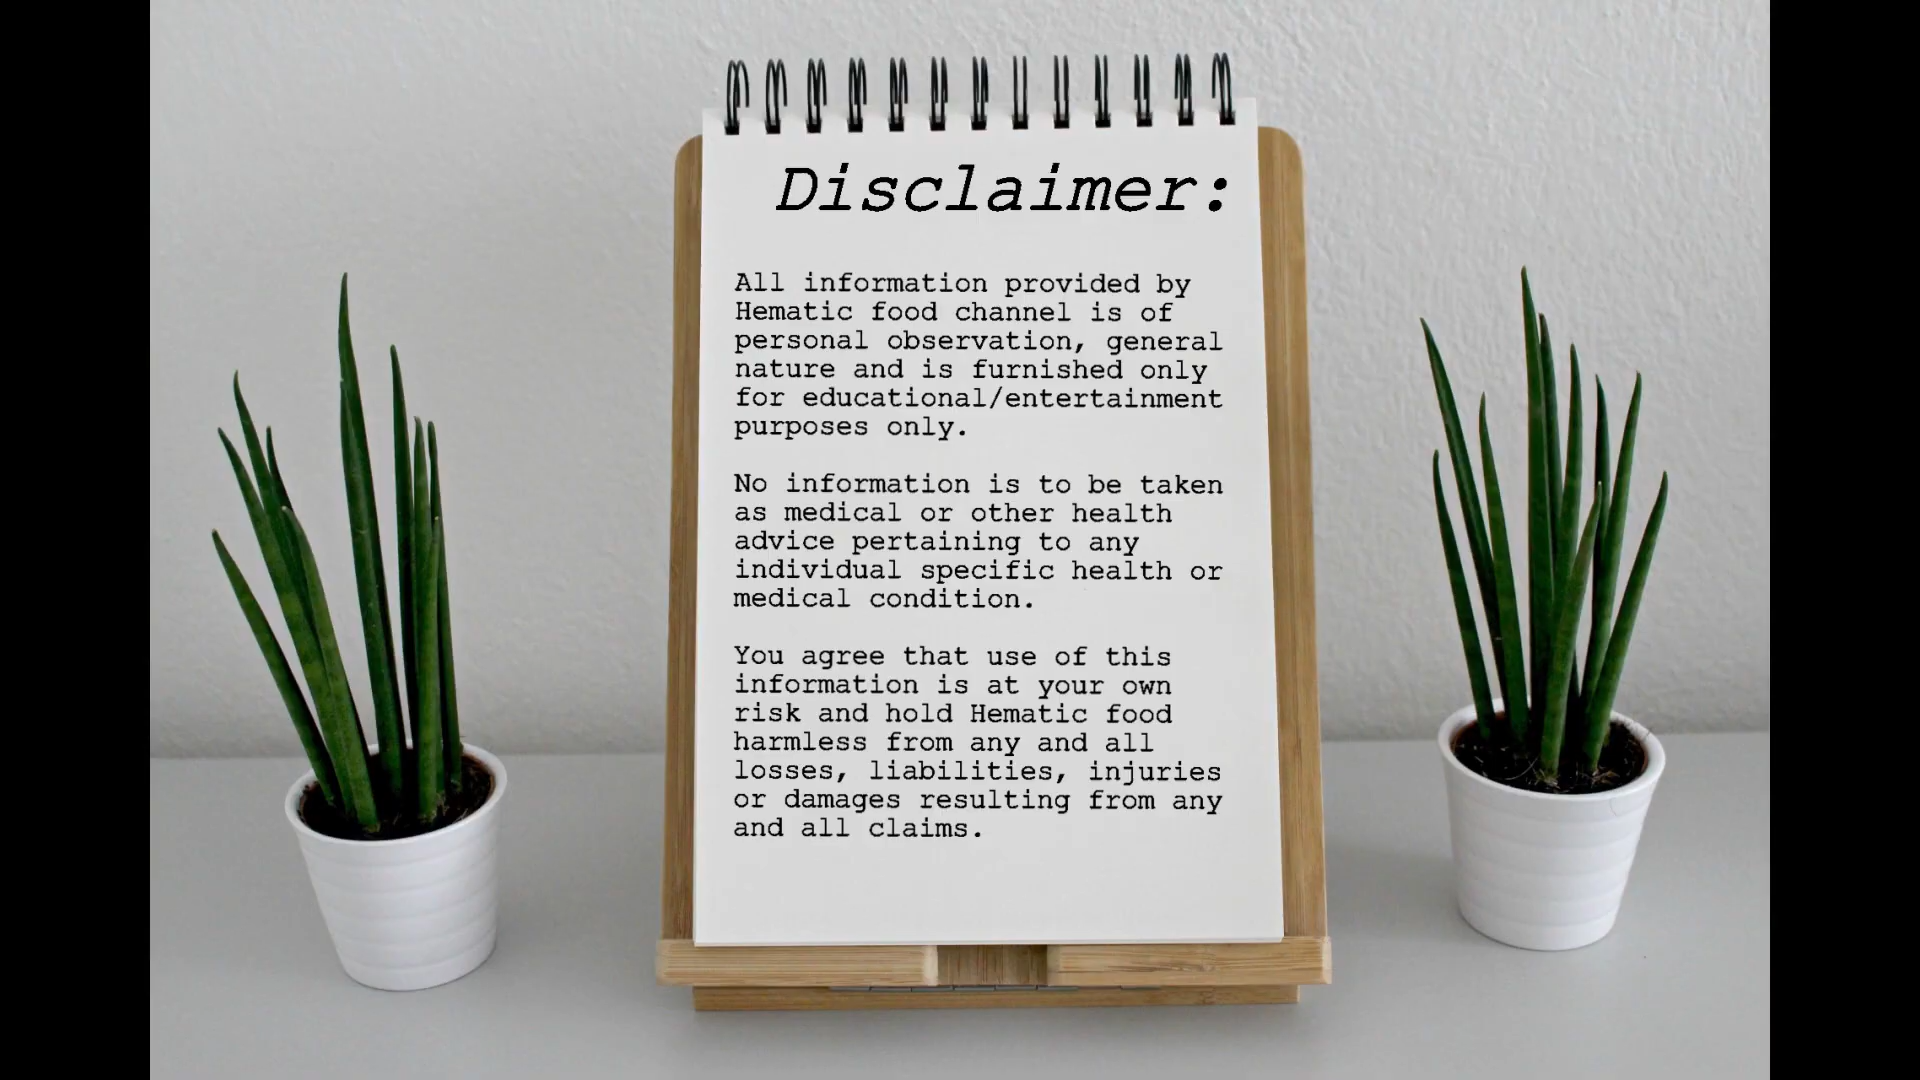 Disclaimer:
All information provided by
Hematic food channel is of
personal observation, general
nature and is furnished only
for educational/entertainment
purposes only.
No information is to be taken
as medical or other health
advice pertaining to any
individual specific health or
medical condition.
You agree that use of this
information is at your own
risk and hold Hematic food
harmless from any and all
losses, liabilities, injuries
or damages resulting from any
and all claims.